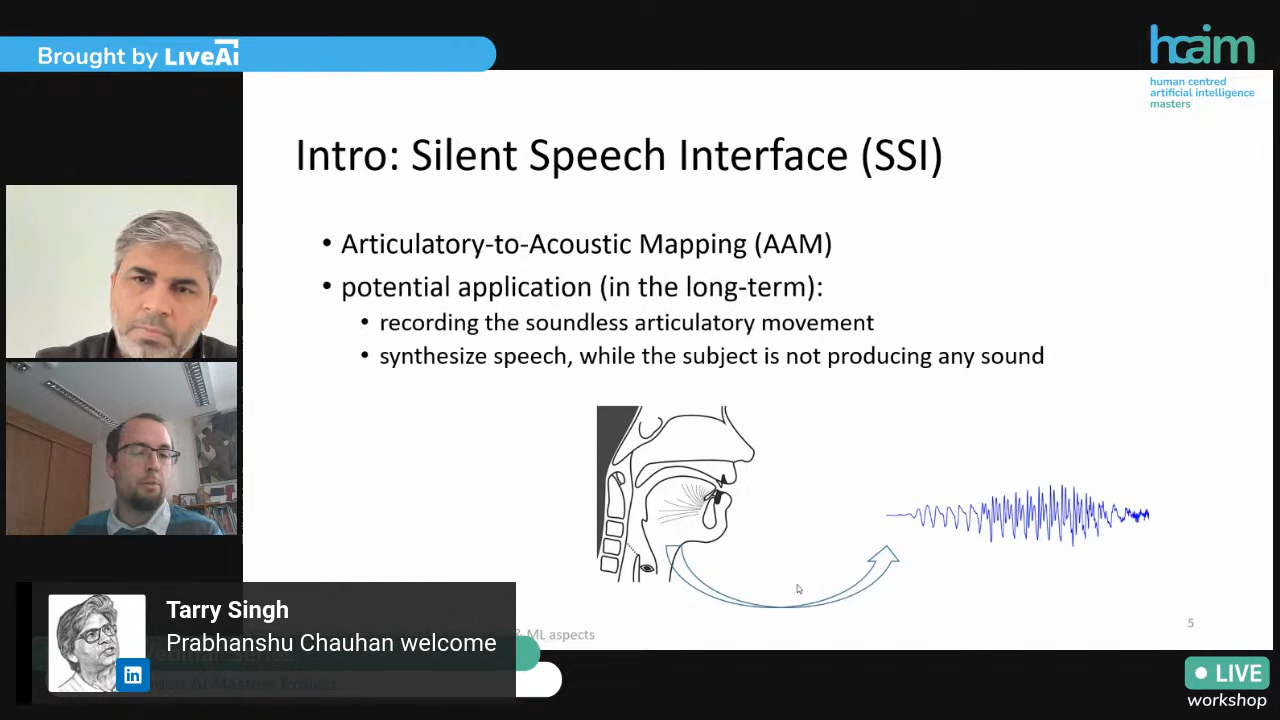 Brought by LiveAi
hcaim
human centred
artificial intelligence
masters
Intro: Silent Speech Interface (SSI)
• Articulatory-to-Acoustic Mapping (AAM)
• potential application (in the long-term):
• recording the soundless articulatory movement
• synthesize speech, while the subject is not producing any sound
ML aspects
5
Tarry Singh
Prabhanshu Chauhan welcome
in
LIVE
workshop